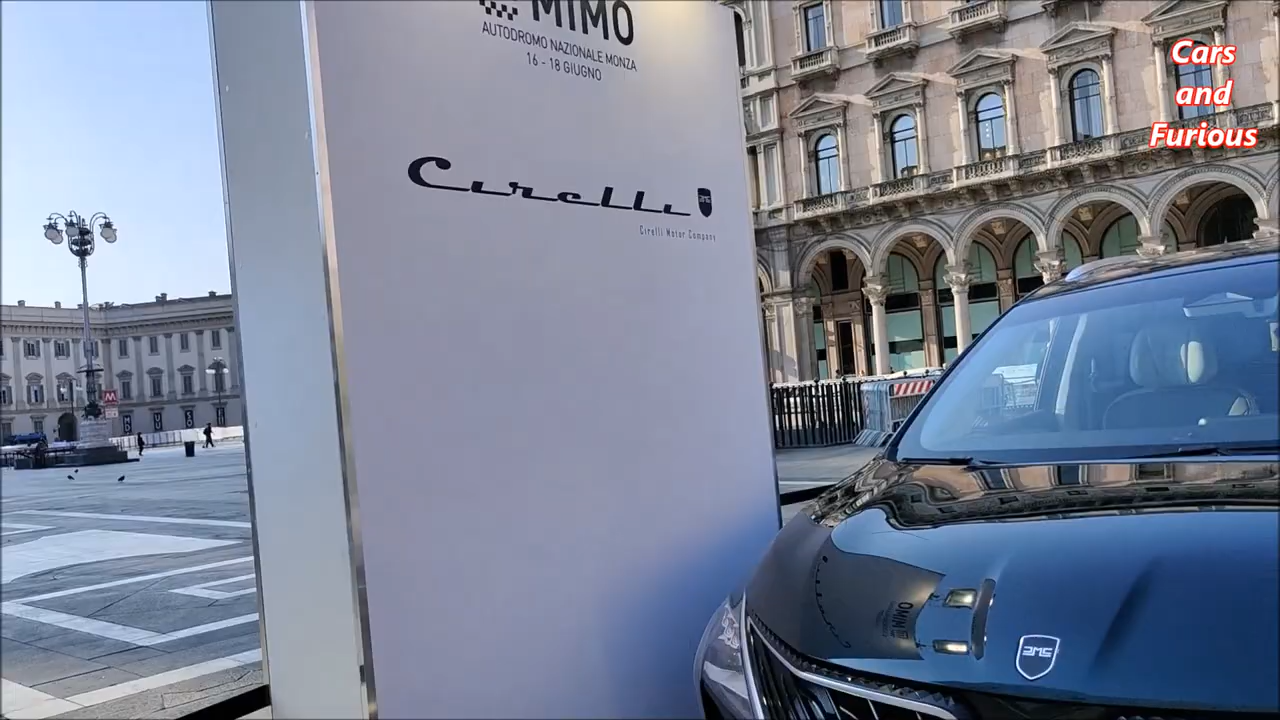 MIMO
AUTODROMO NAZIONALE MONZA
16 - 18 GIUGNO
Cirelli
Cirelli Motor Company
Cars
and
Furious
M